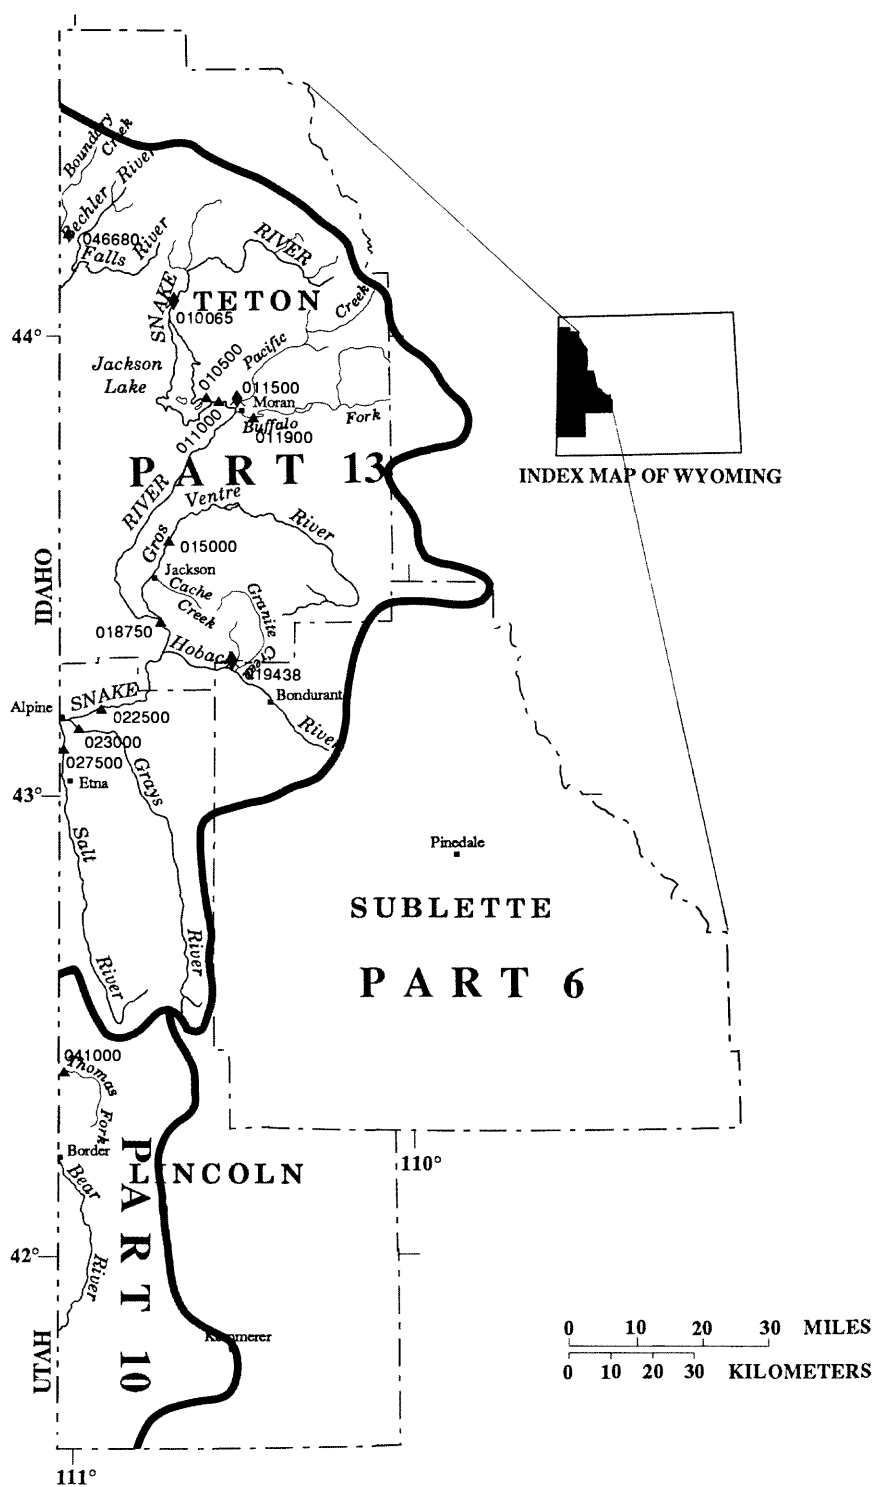 Boundary
Creek
Bechler River
046680
Falls River
RIVER
SNAKE
TETON
010065
Creek
Pacific
44°
Jackson
Lake
010500
011500
Moran
011000
Buffalo
Fork
011900
PART 13
INDEX MAP OF WYOMING
RIVER
Ventre
River
Gros
015000
IDAHO
Jackson
Cache
Creek
Granite
Creek
018750
Hoback
019438
SNAKE
Bondurant
Alpine
022500
River
023000
027500
Etna
Grays
43°
Salt
Pinedale
SUBLETTE
River
River
PART 6
041000
Thomas
Fork
Border
110°
LINCOLN
Bear
PART 10
42°
River
Kemmerer
UTAH
0 10 20 30 MILES
0 10 20 30 KILOMETERS
111°